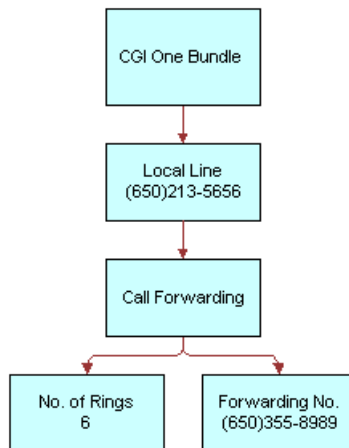 CGI One Bundle
Local Line
(650)213-5656
Call Forwarding
No. of Rings
6
Forwarding No.
(650)355-8989